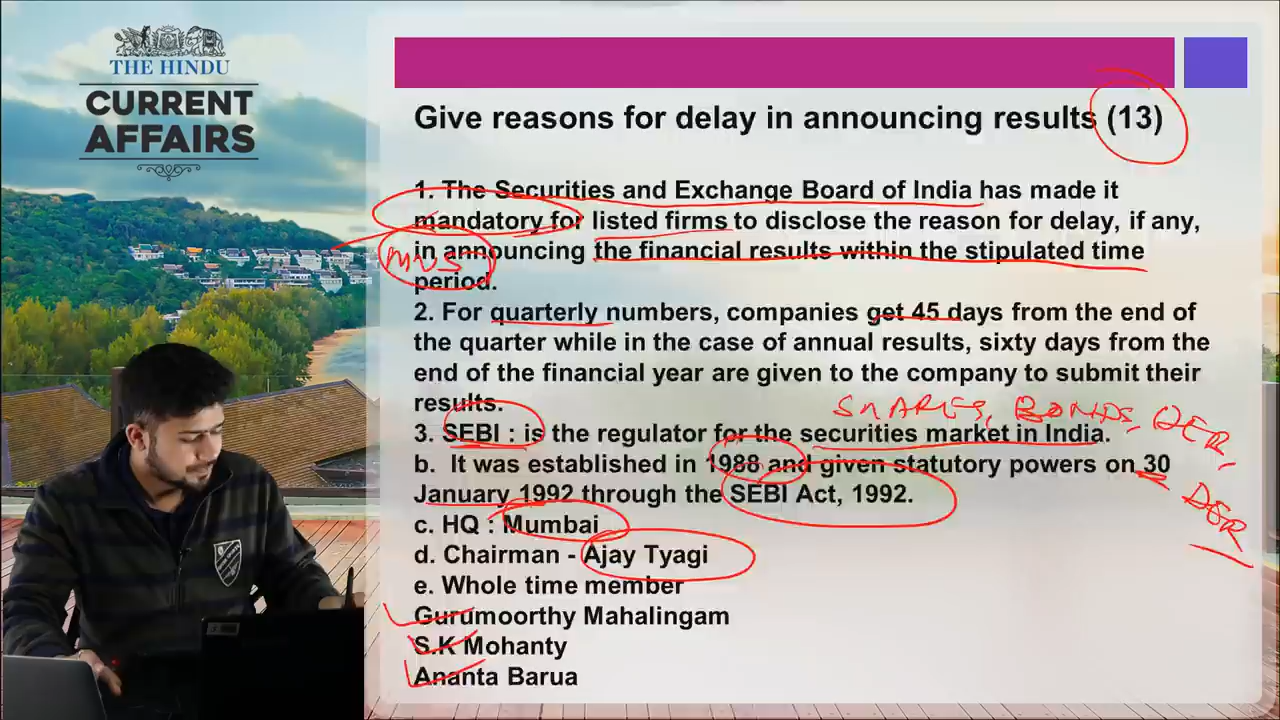 THE HINDU
CURRENT
AFFAIRS
Give reasons for delay in announcing results (13)
1. The Securities and Exchange Board of India has made it
mandatory for listed firms to disclose the reason for delay, if any,
in announcing the financial results within the stipulated time
period.
2. For quarterly numbers, companies get 45 days from the end of
the quarter while in the case of annual results, sixty days from the
end of the financial year are given to the company to submit their
results.
SHARES, BONDS, DER,
3. SEBI : is the regulator for the securities market in India.
b. It was established in 1988 and given statutory powers on 30
January 1992 through the SEBI Act, 1992.
c. HQ : Mumbai
d. Chairman - Ajay Tyagi
e. Whole time member
Gurumoorthy Mahalingam
S.K Mohanty
Ananta Barua